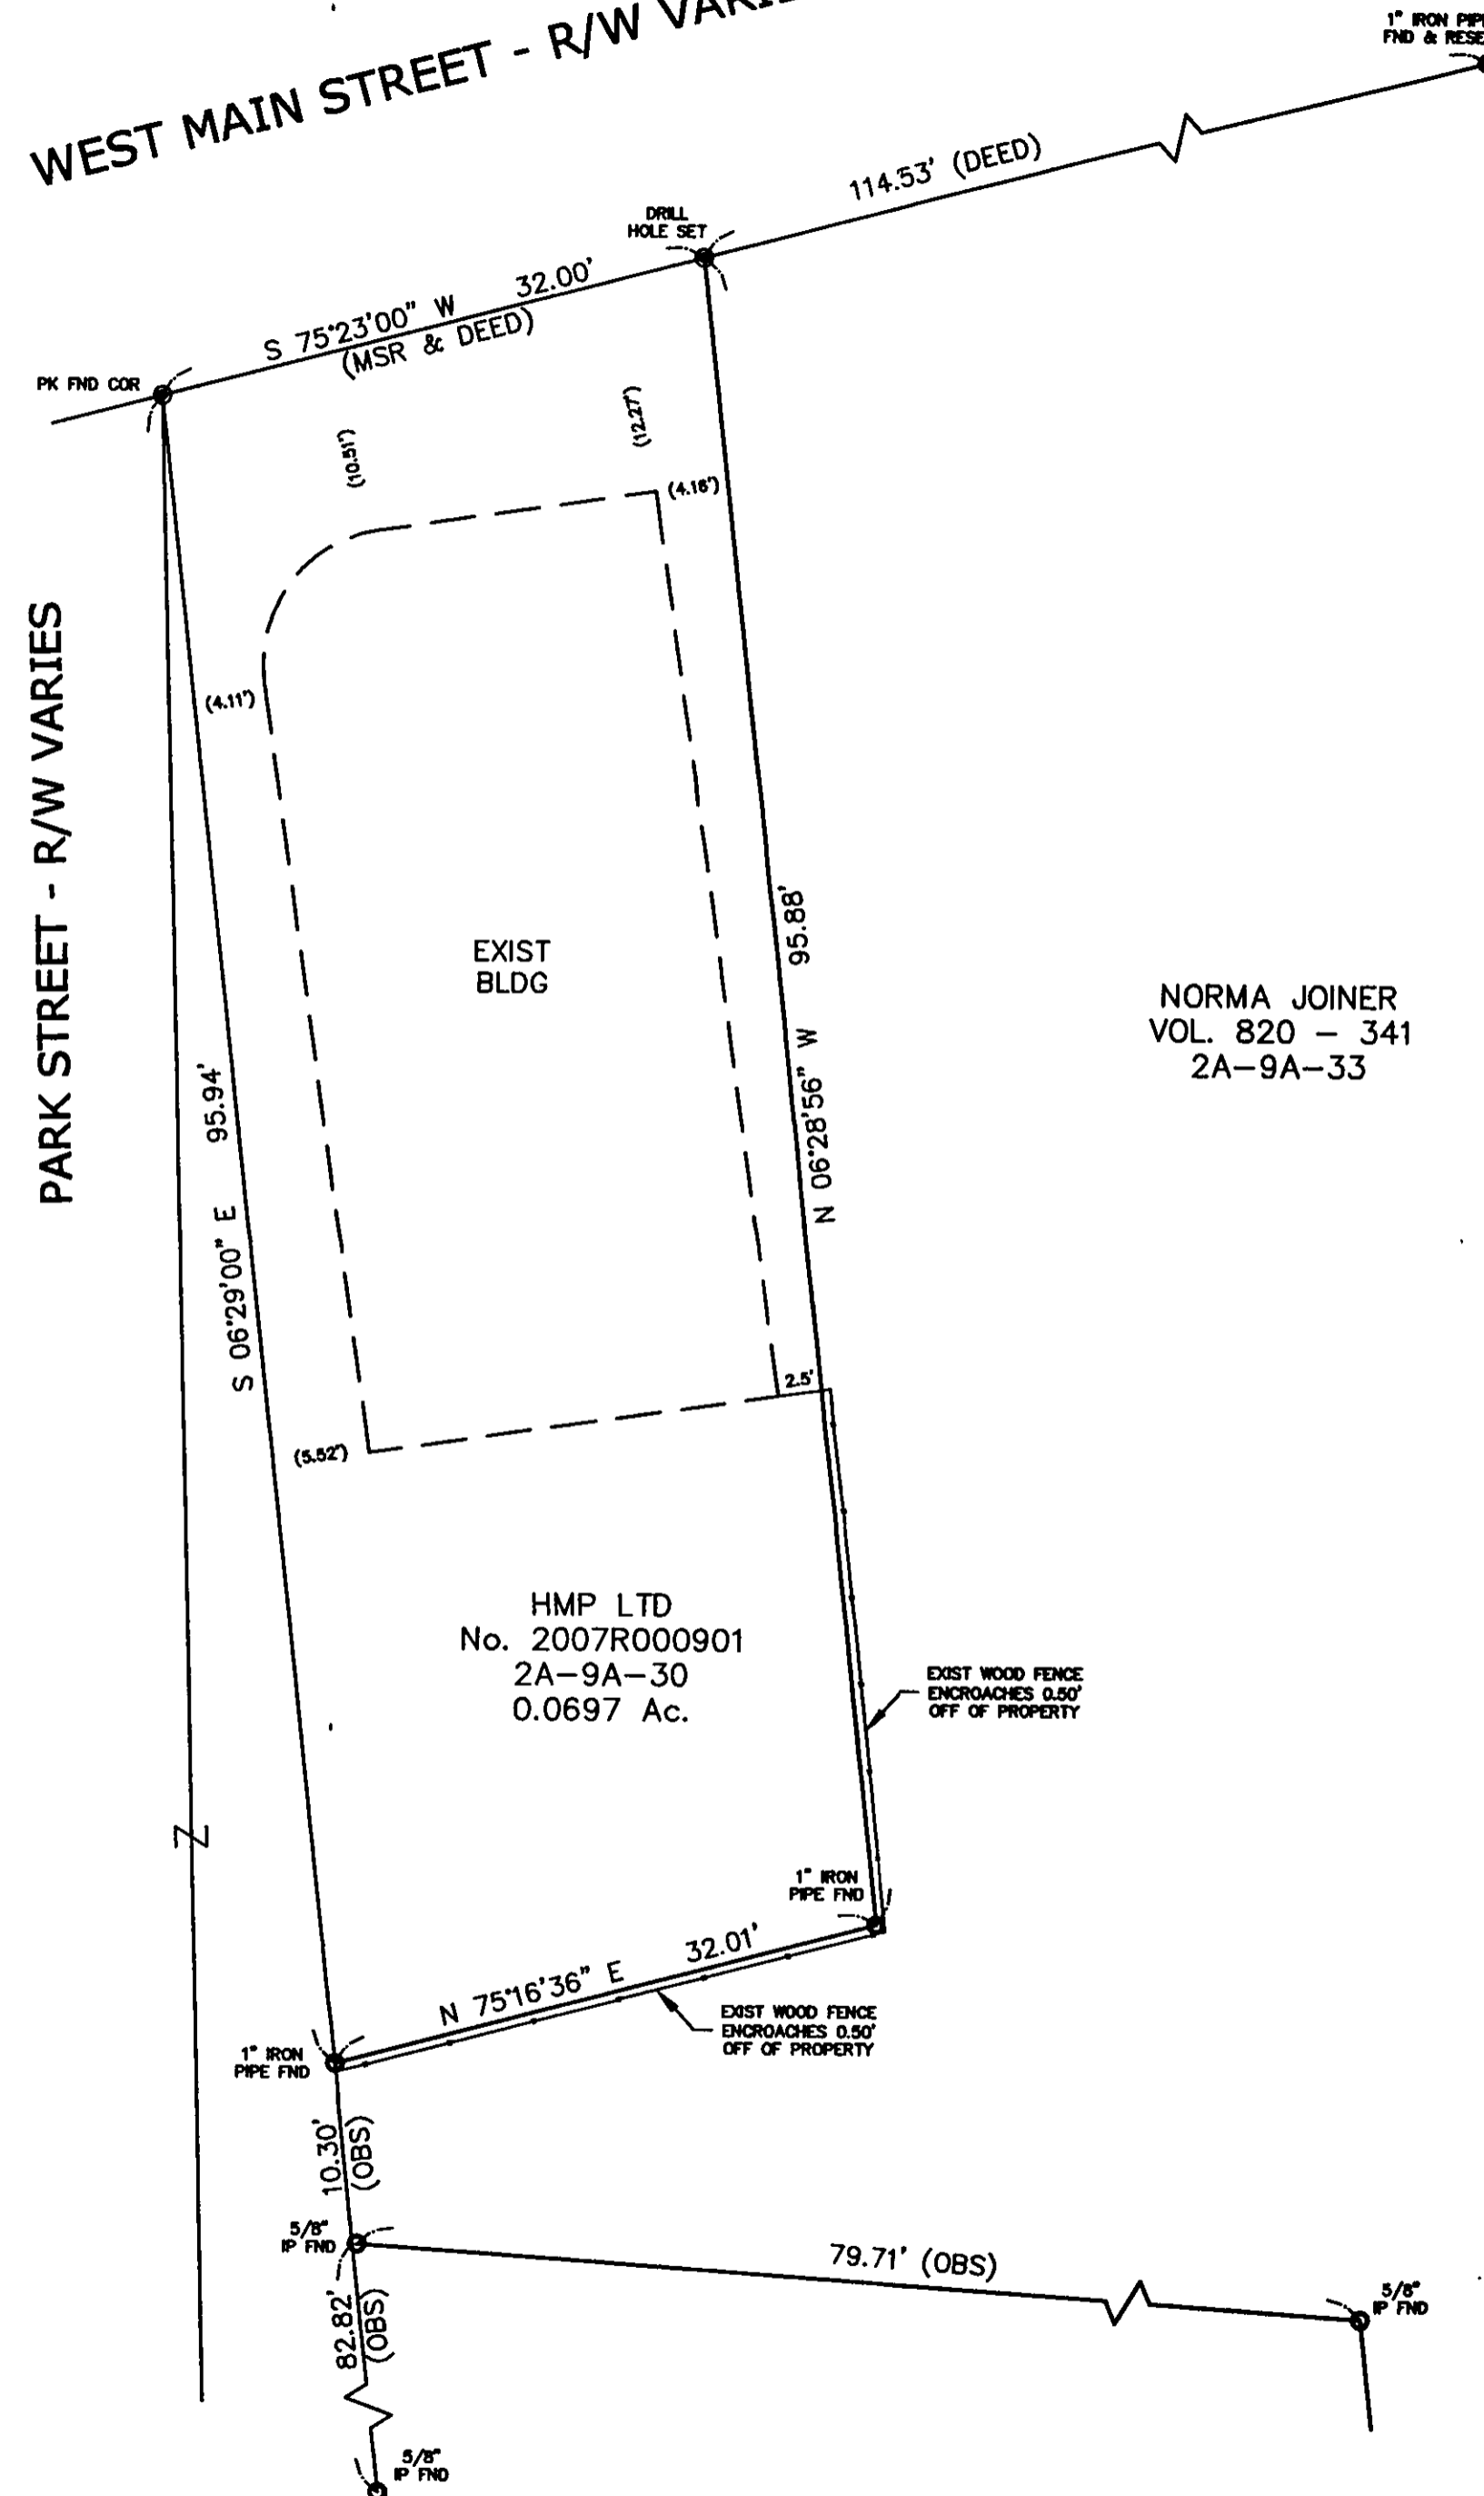 WEST MAIN STREET - R/W
1" IRON
FND &
114.53' (DEED)
DRILL
HOLE SET
S 75°23'00" W 32.00'
(MSR & DEED)
PK FND COR
(10.51')
(12.27')
(4.16')
(4.11')
PARK STREET - R/W VARIES
EXIST
BLDG
95.88'
N 06°28'56" W
NORMA JOINER
VOL. 820 - 341
2A-9A-33
95.94'
S 06°29'00" E
2.5'
(5.52')
HMP LTD
No. 2007R000901
2A-9A-30
0.0697 Ac.
EXIST WOOD FENCE
ENCROACHES 0.50'
OFF OF PROPERTY
Z
1" IRON
PIPE FND
N 75°16'36" E 32.01'
EXIST WOOD FENCE
ENCROACHES 0.50'
OFF OF PROPERTY
1" IRON
PIPE FND
10.30'
(OBS)
5/8"
IP FND
79.71' (OBS)
82.82'
(OBS)
5/8"
IP FND
5/8"
IP FND